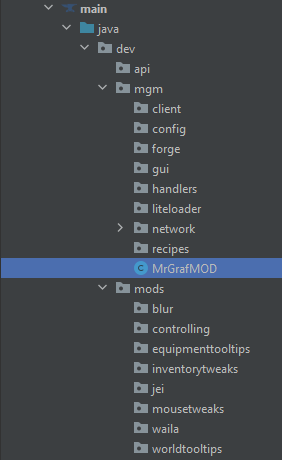 main
java
dev
api
mgm
client
config
forge
gui
handlers
liteloader
network
recipes
C MrGrafMOD
mods
blur
controlling
equipmenttooltips
inventorytweaks
jei
mousetweaks
waila
worldtooltips